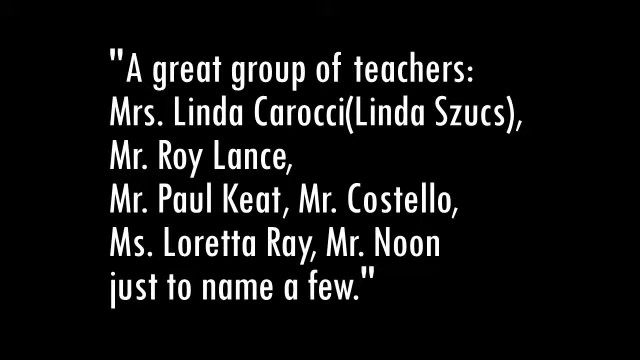 "A great group of teachers:
Mrs. Linda Carocci(Linda Szucs),
Mr. Roy Lance,
Mr. Paul Keat, Mr. Costello,
Ms. Loretta Ray, Mr. Noon
just to name a few."